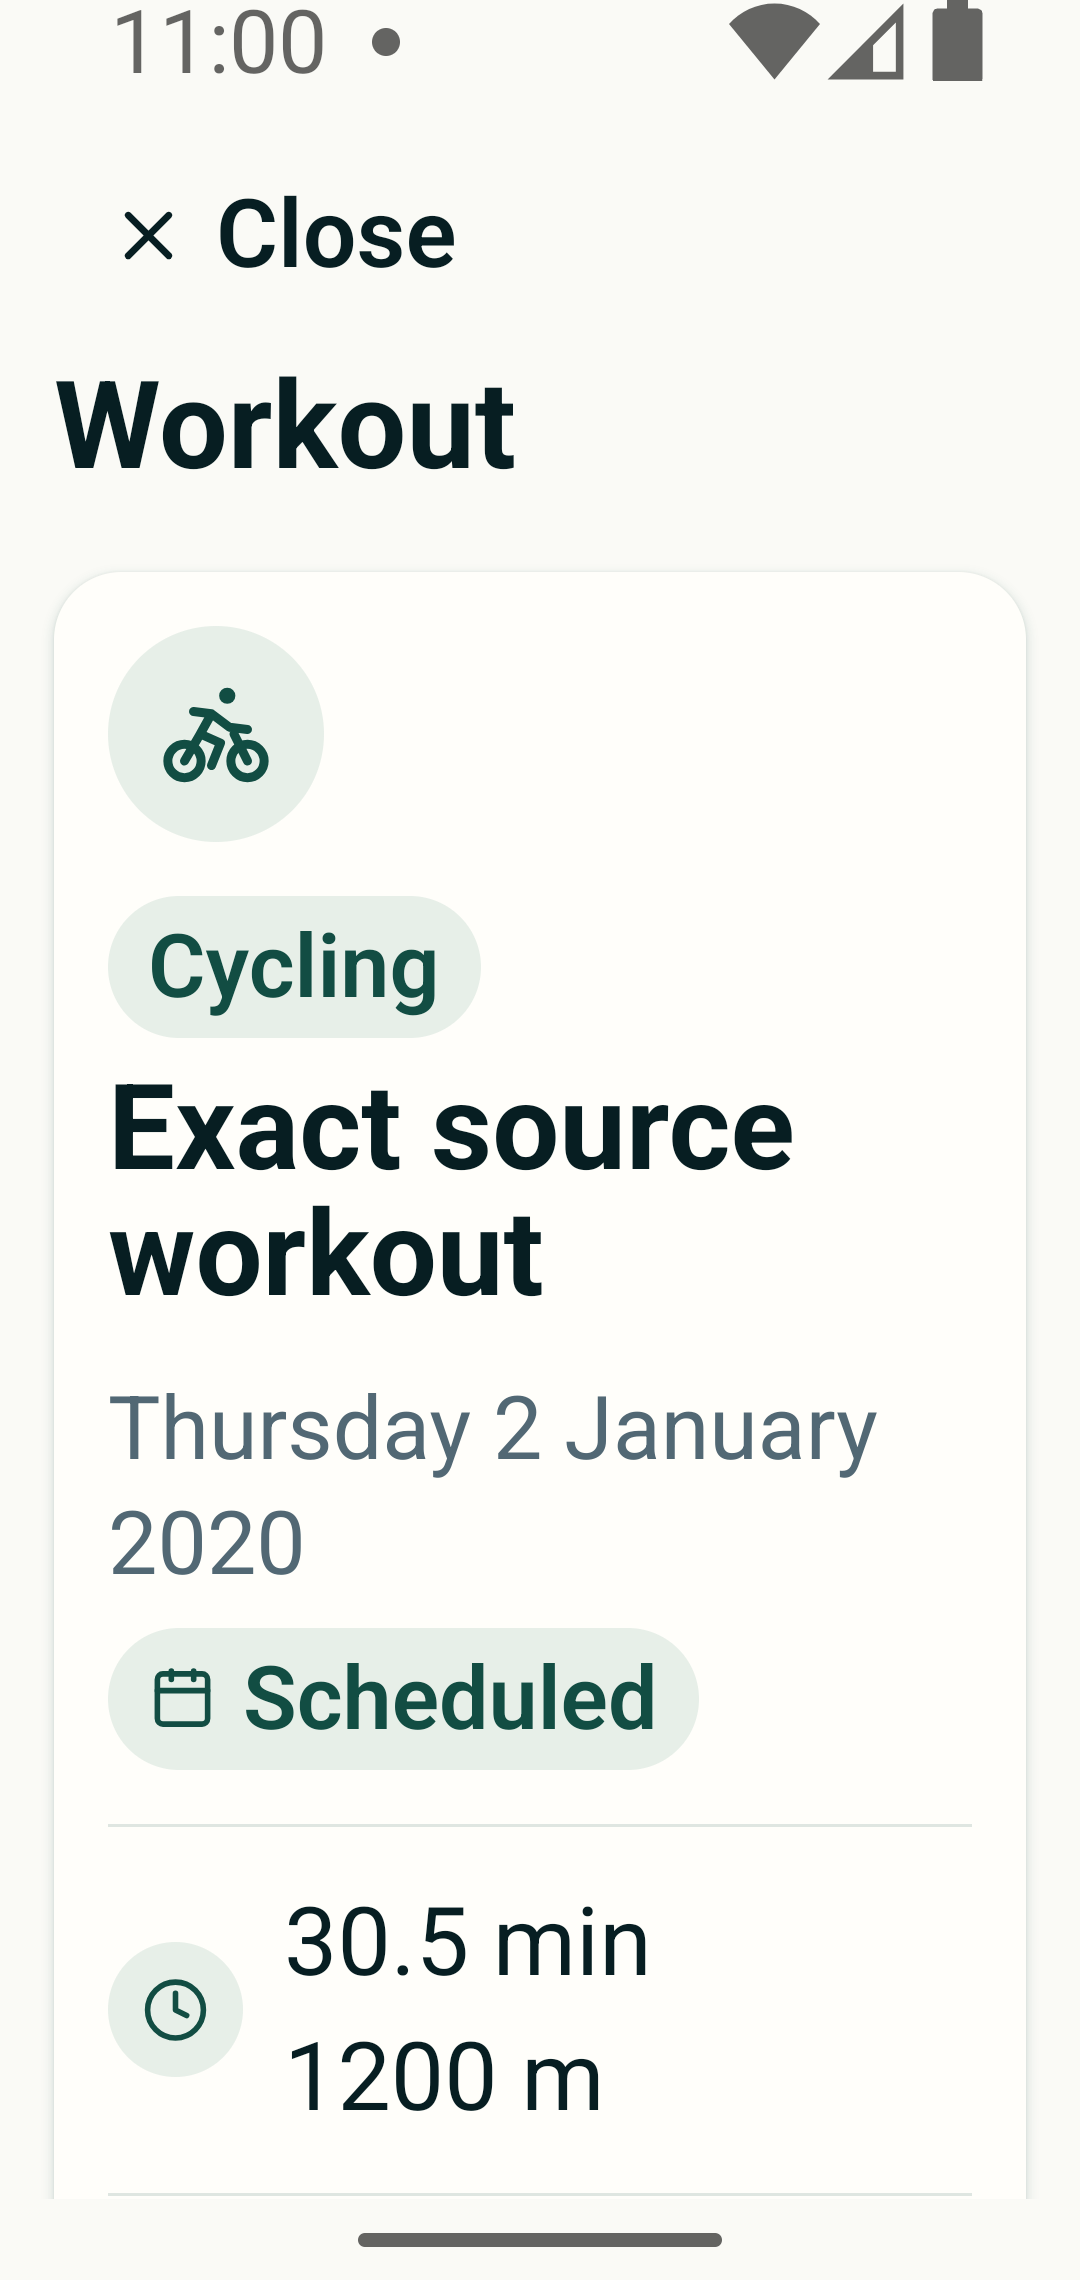 11:00
Close
Workout
Cycling
Exact source
workout
Thursday 2 January
2020
Scheduled
30.5 min
1200 m